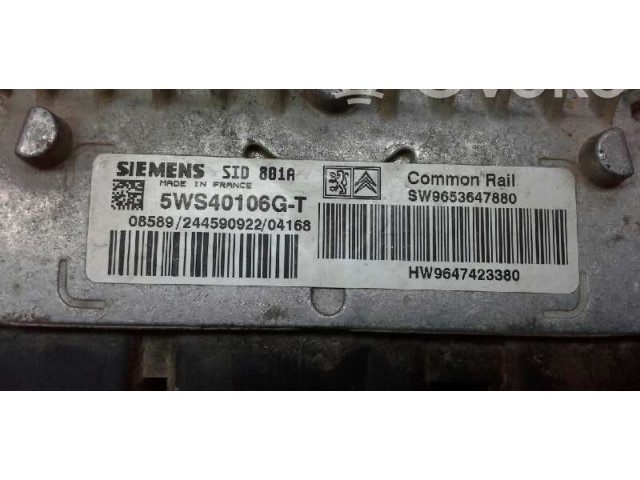 SIEMENS SID 801A
MADE IN FRANCE
5WS40106G-T
08589/244590922/04168
Common Rail
SW9653647880
HW9647423380